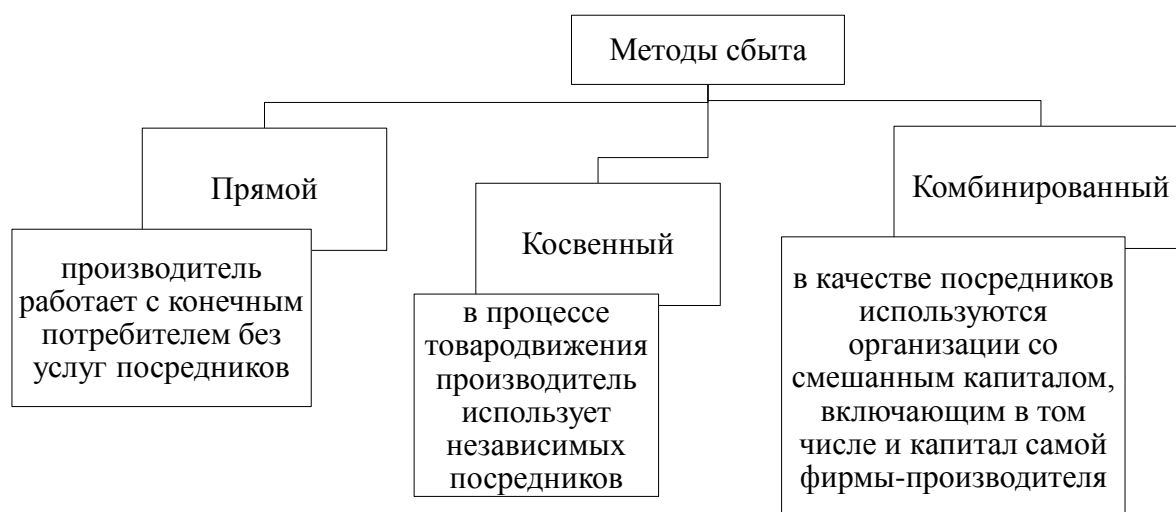 Методы сбыта
Прямой
производитель
работает с конечным
потребителем без
услуг посредников
Косвенный
в процессе
товародвижения
производитель
использует
независимых
посредников
Комбинированный
в качестве посредников
используются
организации со
смешанным капиталом,
включающим в том
числе и капитал самой
фирмы-производителя